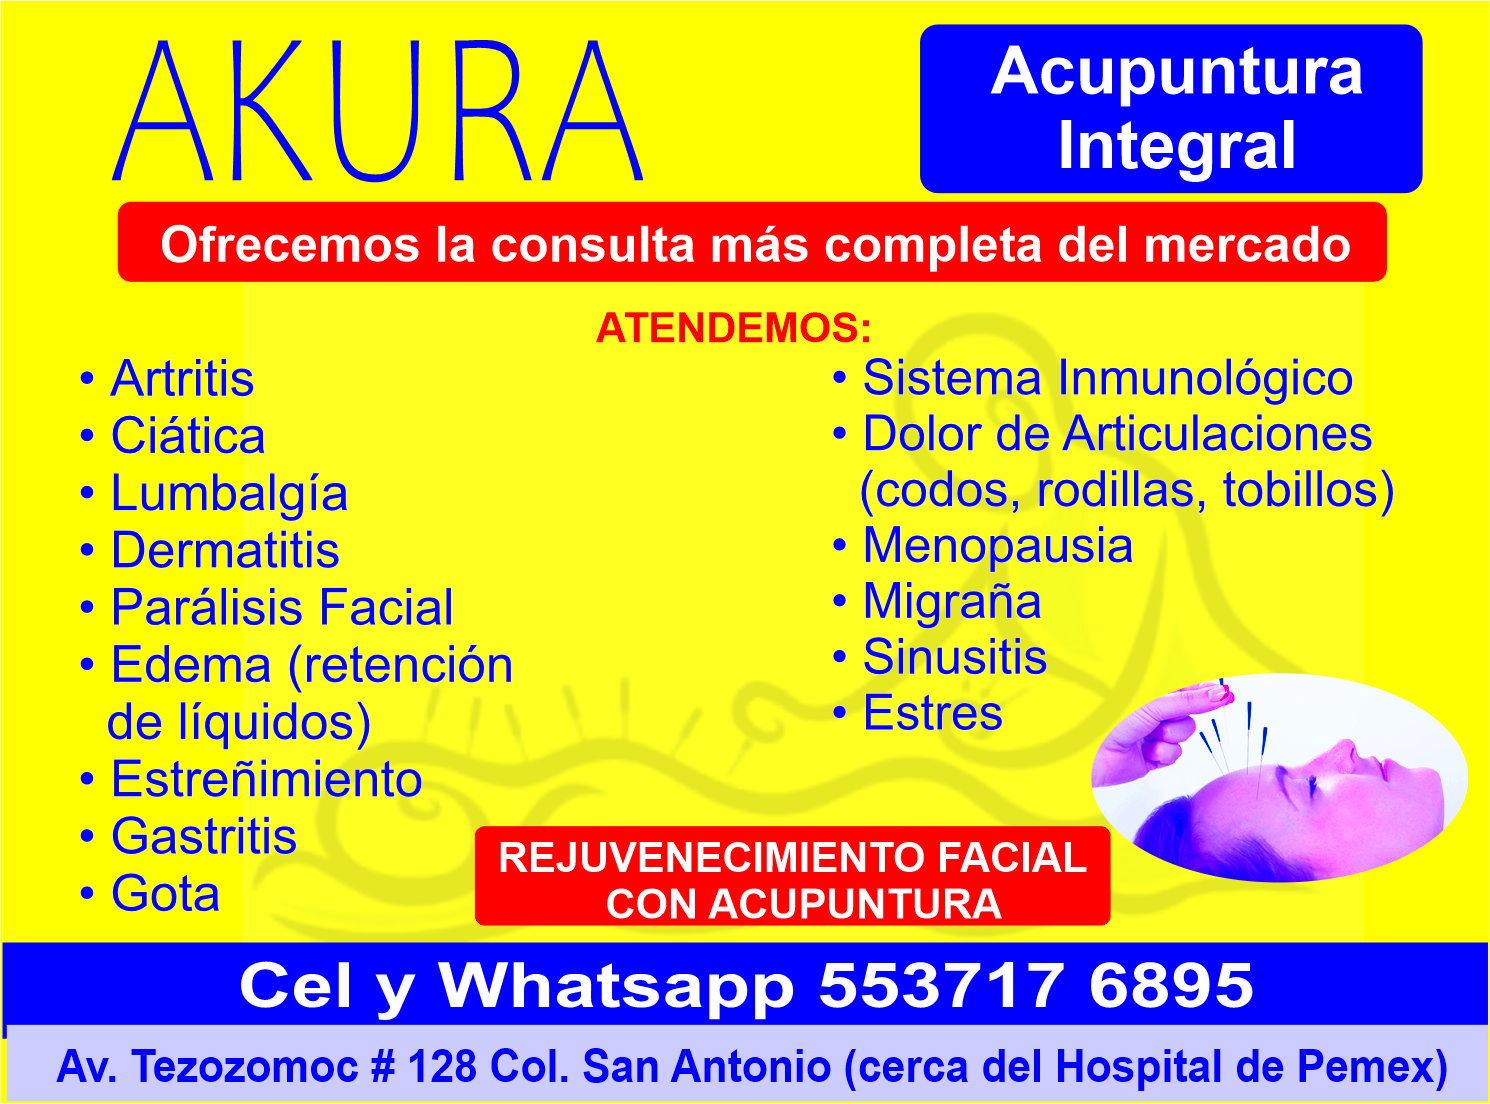 AKURA
Acupuntura
Integral
Ofrecemos la consulta más completa del mercado
ATENDEMOS:
• Artritis
• Ciática
• Lumbalgía
• Dermatitis
• Parálisis Facial
• Edema (retención
de líquidos)
• Estreñimiento
• Gastritis
• Gota
• Sistema Inmunológico
• Dolor de Articulaciones
(codos, rodillas, tobillos)
• Menopausia
• Migraña
• Sinusitis
• Estres
REJUVENECIMIENTO FACIAL
CON ACUPUNTURA
Cel y Whatsapp 553717 6895
Av. Tezozomoc # 128 Col. San Antonio (cerca del Hospital de Pemex)